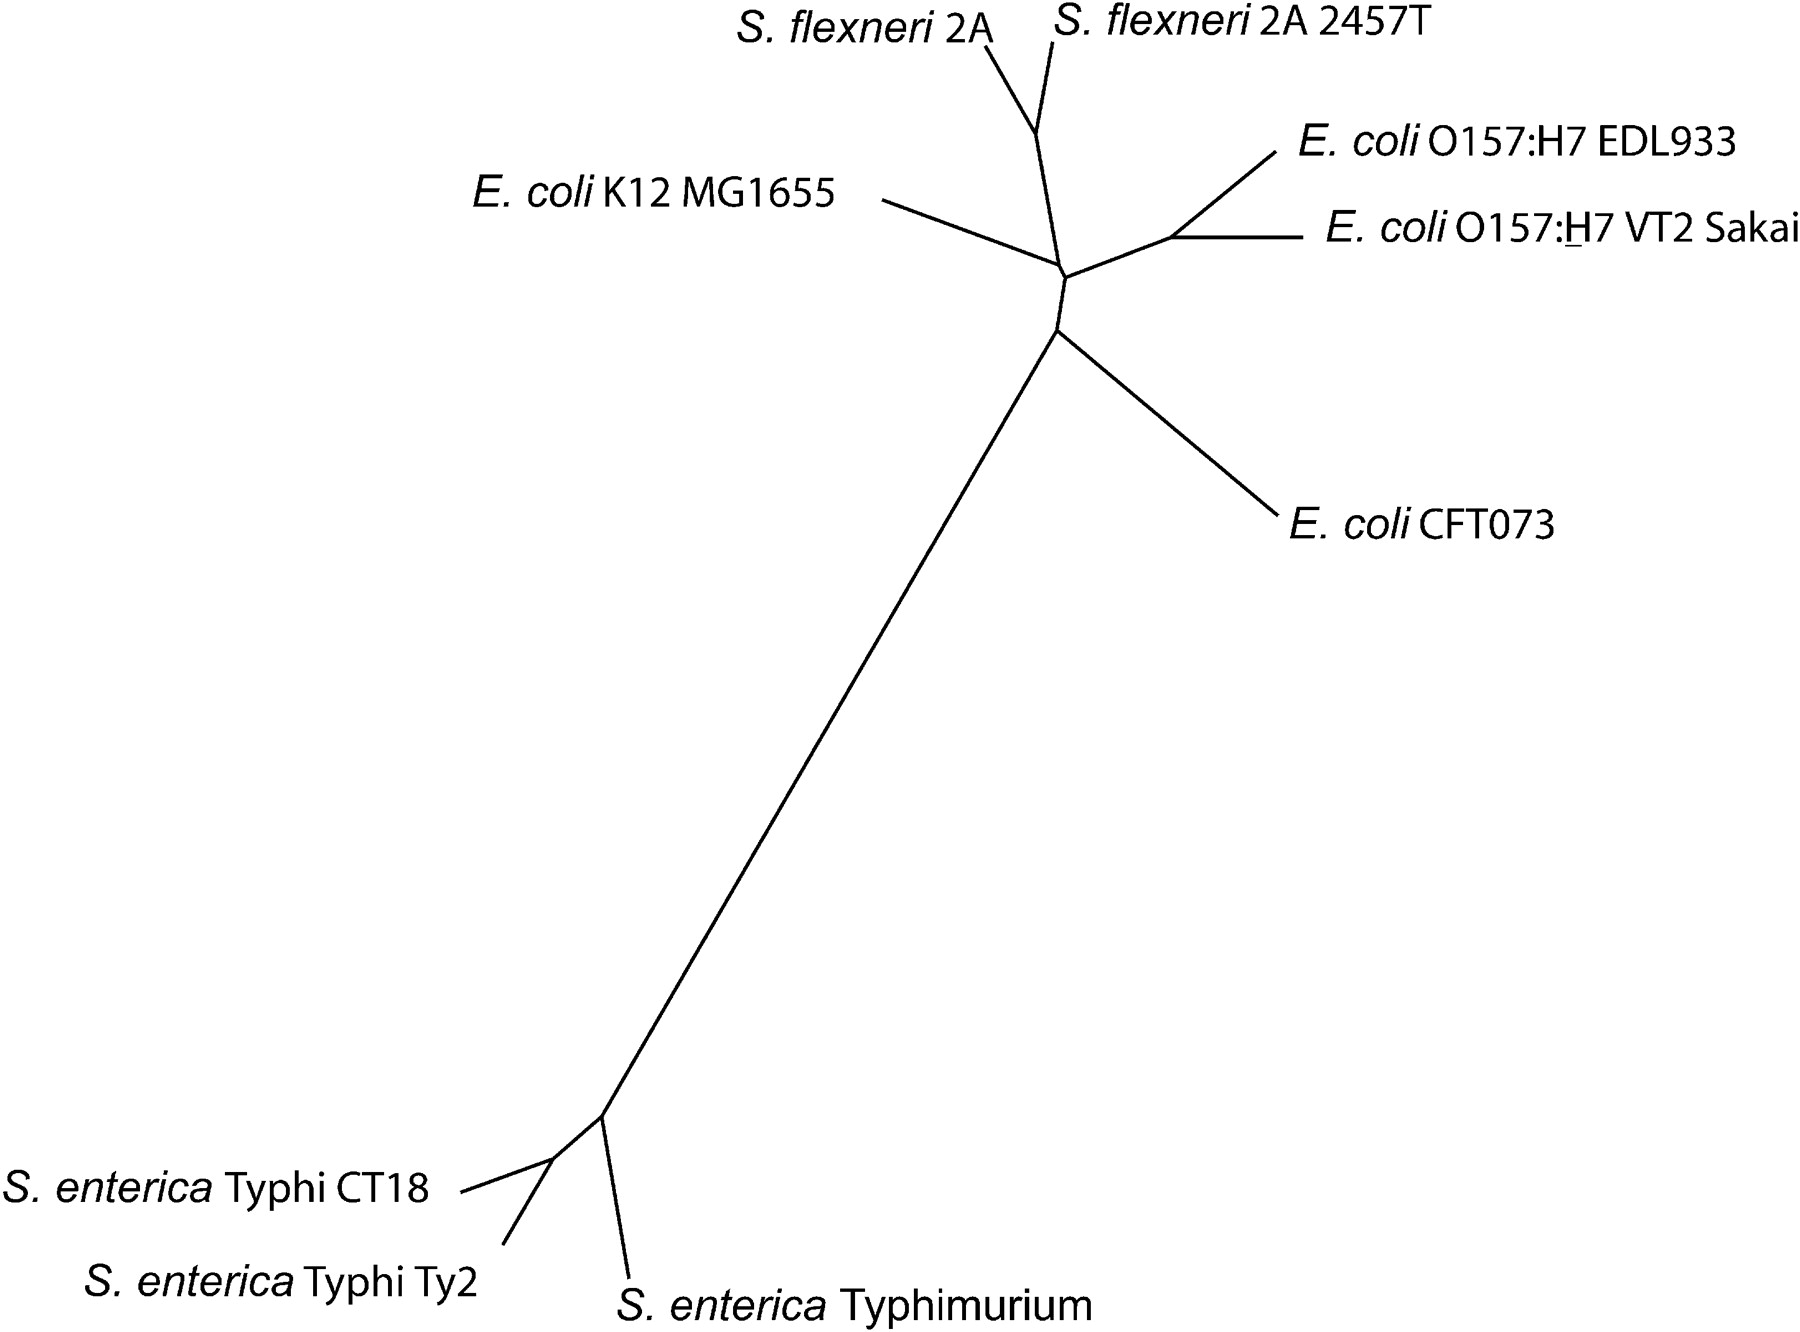 S. flexneri 2A
S. flexneri 2A 2457T
E. coli O157:H7 EDL933
E. coli K12 MG1655
E. coli O157:H7 VT2 Sakai
E. coli CFT073
S. enterica Typhi CT18
S. enterica Typhi Ty2
S. enterica Typhimurium